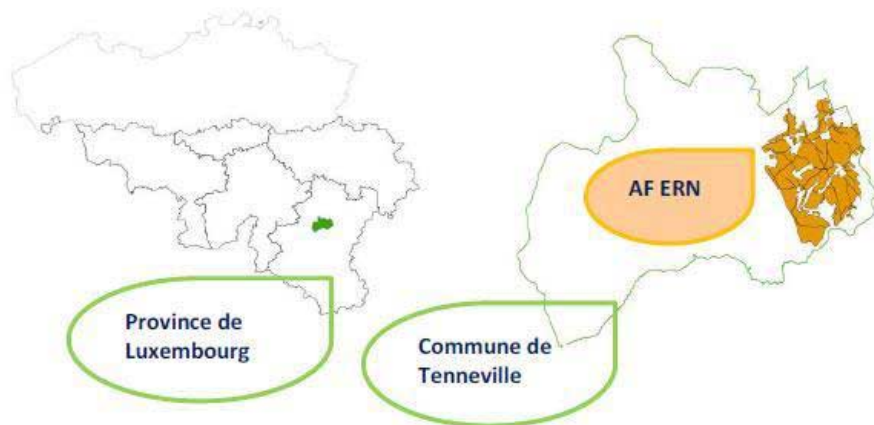 AF ERN
Province de
Luxembourg
Commune de
Tenneville